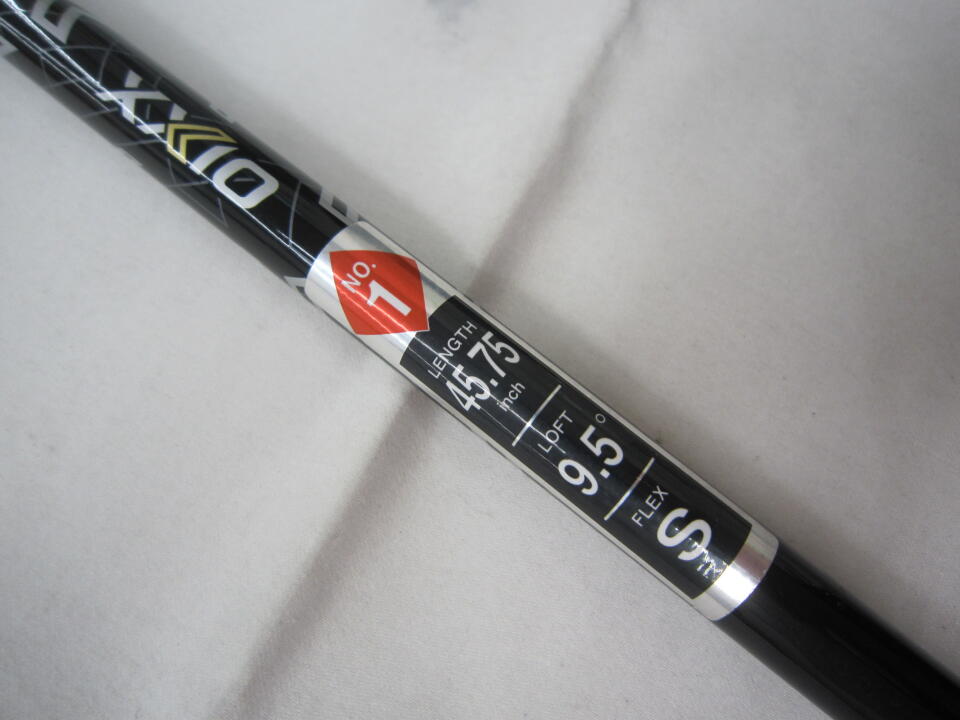 XXIO
NO.
1
LENGTH
45.75
inch
LOFT
9.5°
FLEX
S